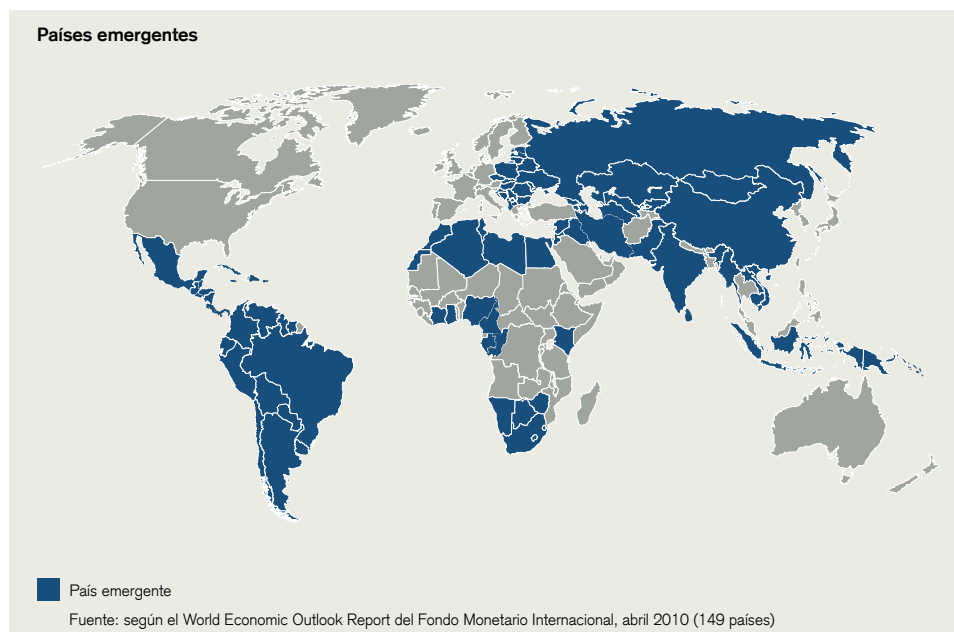 Países emergentes
País emergente
Fuente: según el World Economic Outlook Report del Fondo Monetario Internacional, abril 2010 (149 países)